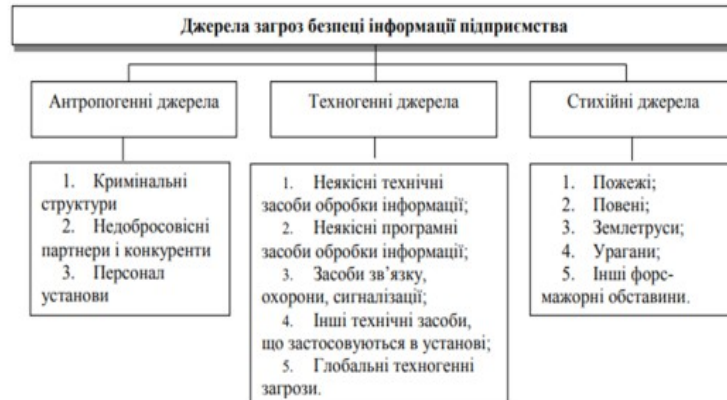 Джерела загроз безпеці інформації підприємства
Антропогенні джерела
Техногенні джерела
Стихійні джерела
1. Кримінальні
структури
2. Недобросовісні
партнери і конкуренти
3. Персонал
установи
1. Неякісні технічні
засоби обробки інформації;
2. Неякісні програмні
засоби обробки інформації;
3. Засоби зв’язку,
охорони, сигналізації;
4. Інші технічні засоби,
що застосовуються в установі;
5. Глобальні техногенні
загрози.
1. Пожежі;
2. Повені;
3. Землетруси;
4. Урагани;
5. Інші форс-
мажорні обставини.